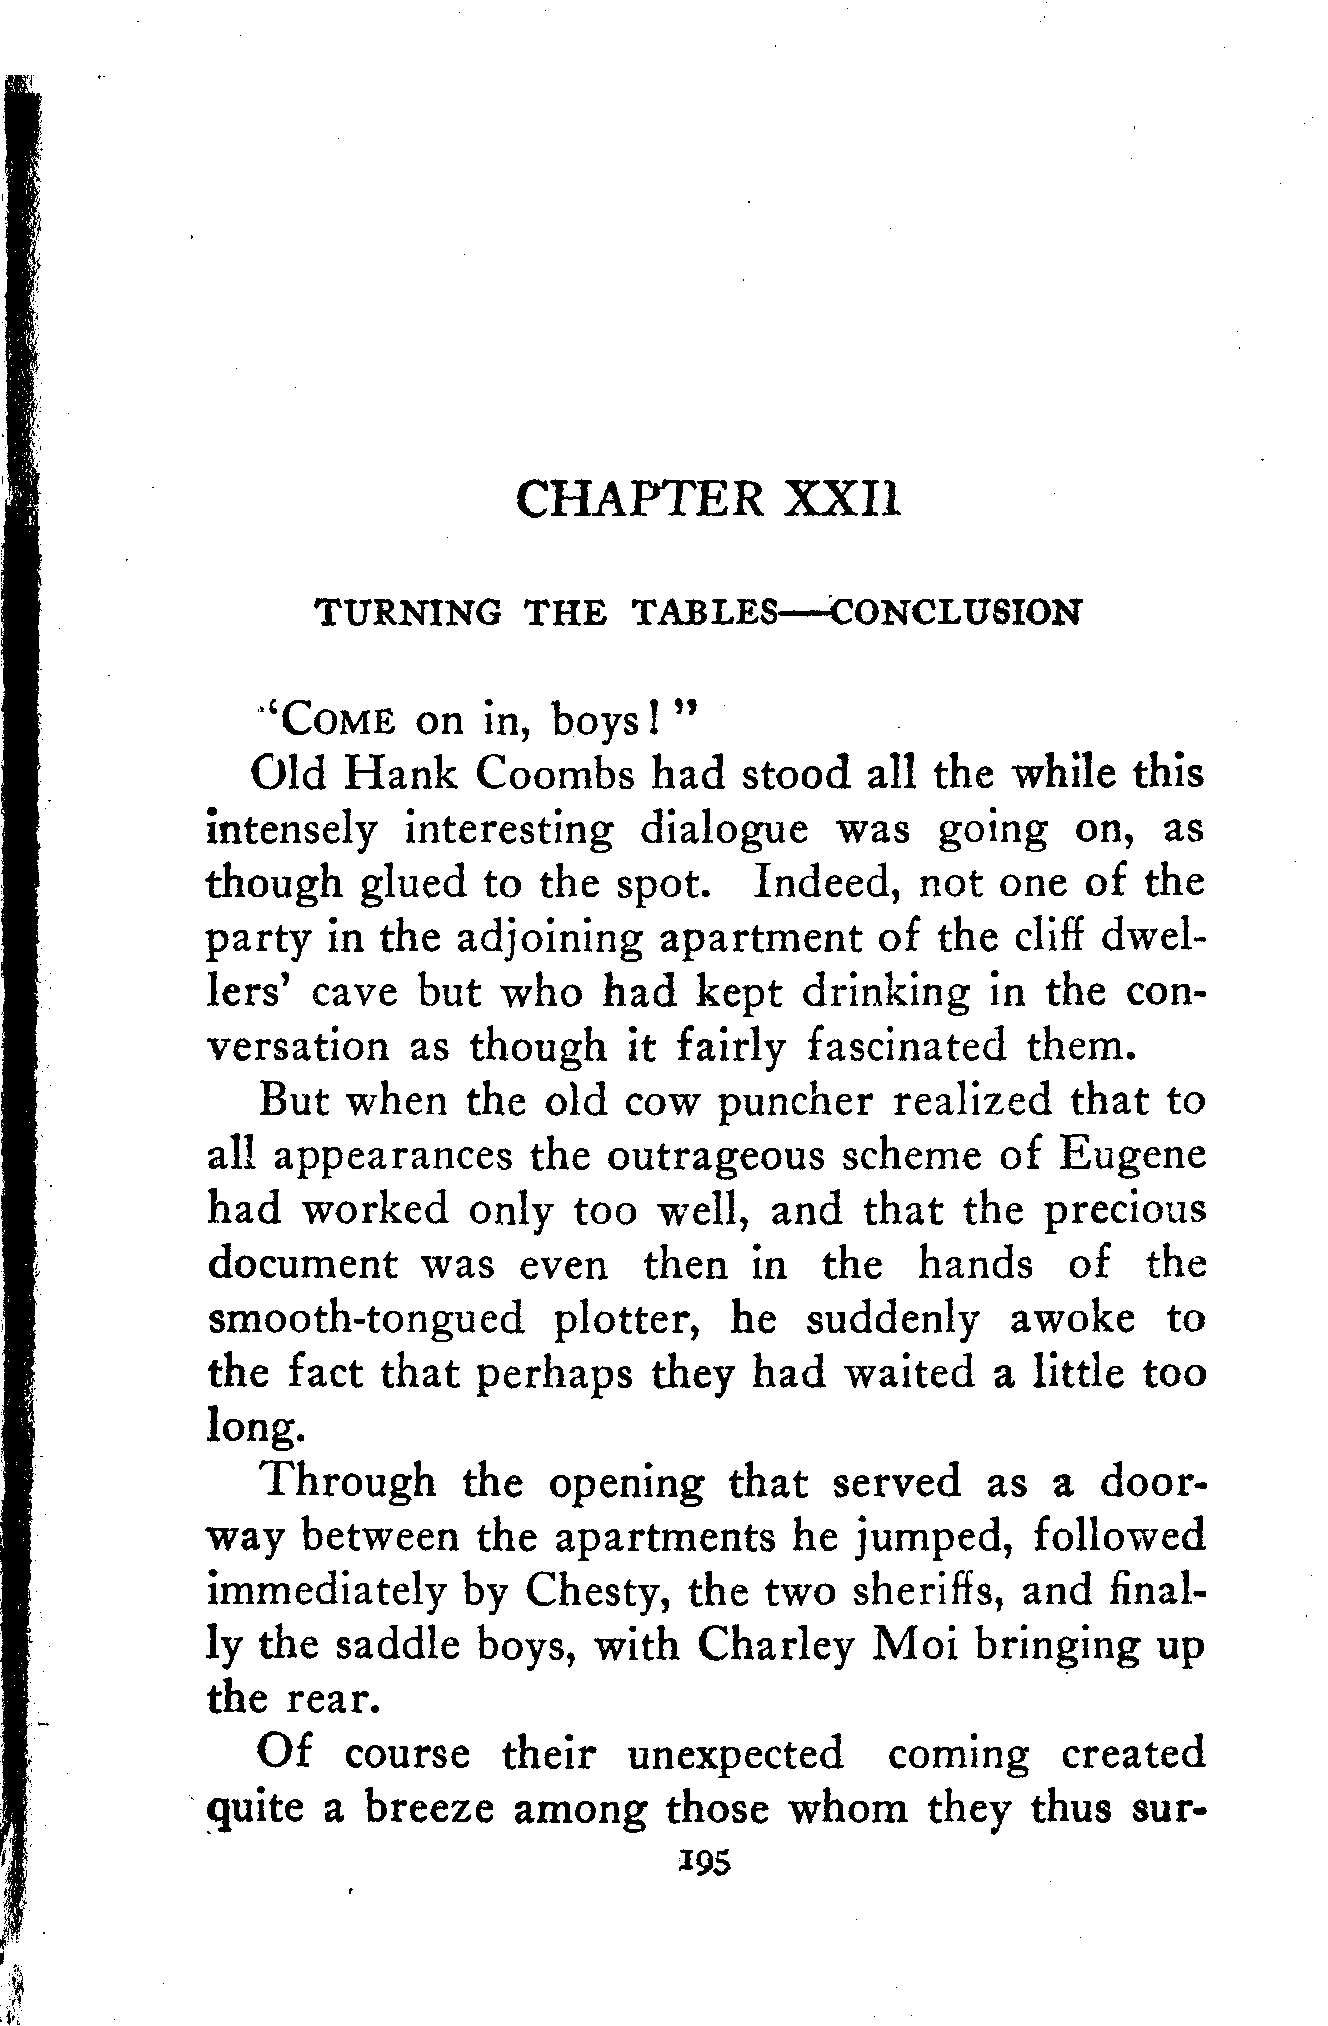 CHAPTER XXII
TURNING THE TABLES—CONCLUSION
"COME on in, boys!"
Old Hank Coombs had stood all the while this
intensely interesting dialogue was going on, as
though glued to the spot. Indeed, not one of the
party in the adjoining apartment of the cliff dwel-
lers' cave but who had kept drinking in the con-
versation as though it fairly fascinated them.
But when the old cow puncher realized that to
all appearances the outrageous scheme of Eugene
had worked only too well, and that the precious
document was even then in the hands of the
smooth-tongued plotter, he suddenly awoke to
the fact that perhaps they had waited a little too
long.
Through the opening that served as a door-
way between the apartments he jumped, followed
immediately by Chesty, the two sheriffs, and final-
ly the saddle boys, with Charley Moi bringing up
the rear.
Of course their unexpected coming created
quite a breeze among those whom they thus sur-
195